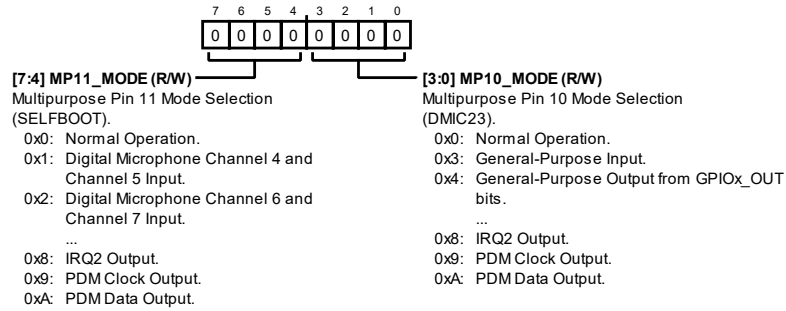 7 6 5 4 3 2 1 0
0 0 0 0 0 0 0 0
[7:4] MP11_MODE (R/W)
Multipurpose Pin 11 Mode Selection
(SELFBOOT).
0x0: Normal Operation.
0x1: Digital Microphone Channel 4 and
Channel 5 Input.
0x2: Digital Microphone Channel 6 and
Channel 7 Input.
...
0x8: IRQ2 Output.
0x9: PDM Clock Output.
0xA: PDM Data Output.
[3:0] MP10_MODE (R/W)
Multipurpose Pin 10 Mode Selection
(DMIC23).
0x0: Normal Operation.
0x3: General-Purpose Input.
0x4: General-Purpose Output from GPIOx_OUT
bits.
...
0x8: IRQ2 Output.
0x9: PDM Clock Output.
0xA: PDM Data Output.